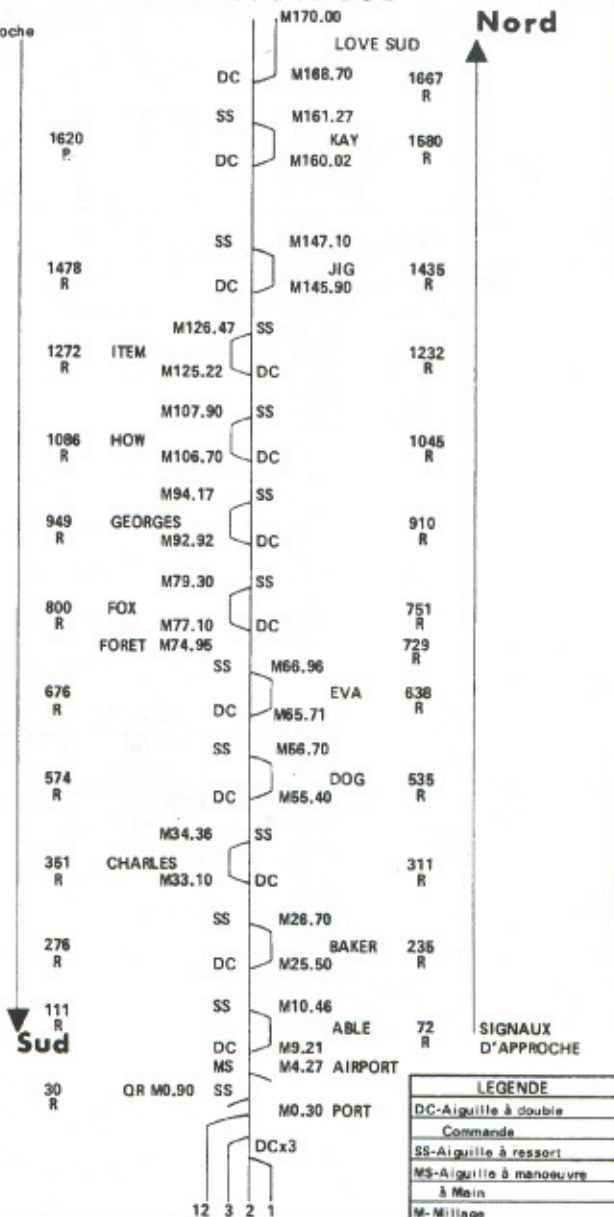 M170.00
Nord
LOVE SUD
DC M168.70 1667
R
SS M161.27
1620 KAY 1580
R R
DC M160.02
SS M147.10
1478 JIG 1435
R R
DC M145.90
M126.47 SS
1272 ITEM 1232
R R
M125.22 DC
M107.90 SS
1086 HOW 1045
R R
M106.70 DC
M94.17 SS
949 GEORGES 910
R R
M92.92 DC
M79.30 SS
800 FOX 751
R R
M77.10 DC
FORET M74.95 729
R
SS M66.96
676 EVA 638
R R
DC M65.71
SS M56.70
574 DOG 535
R R
DC M55.40
M34.36 SS
361 CHARLES 311
R R
M33.10 DC
SS M26.70
276 BAKER 235
R R
DC M25.50
111 SS M10.46
R
Sud ABLE 72 SIGNAUX
R D'APPROCHE
DC M9.21
MS M4.27 AIRPORT
30 QR M0.90 SS
R
M0.30 PORT
DCx3
12 3 2 1
LEGENDE
DC-Aiguille à double
Commande
SS-Aiguille à ressort
MS-Aiguille à manoeuvre
à Main
M-Millage